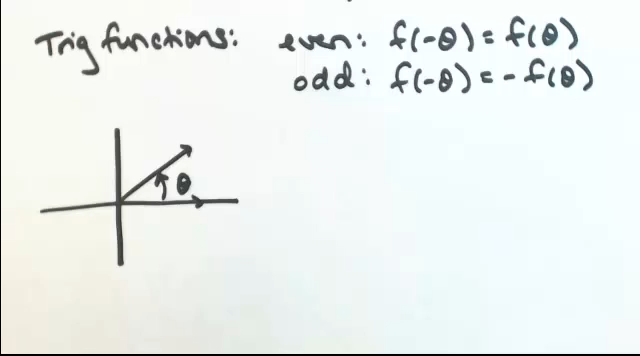 Trig functions: even: f(-θ) = f(θ)
odd: f(-θ) = - f(θ)
θ